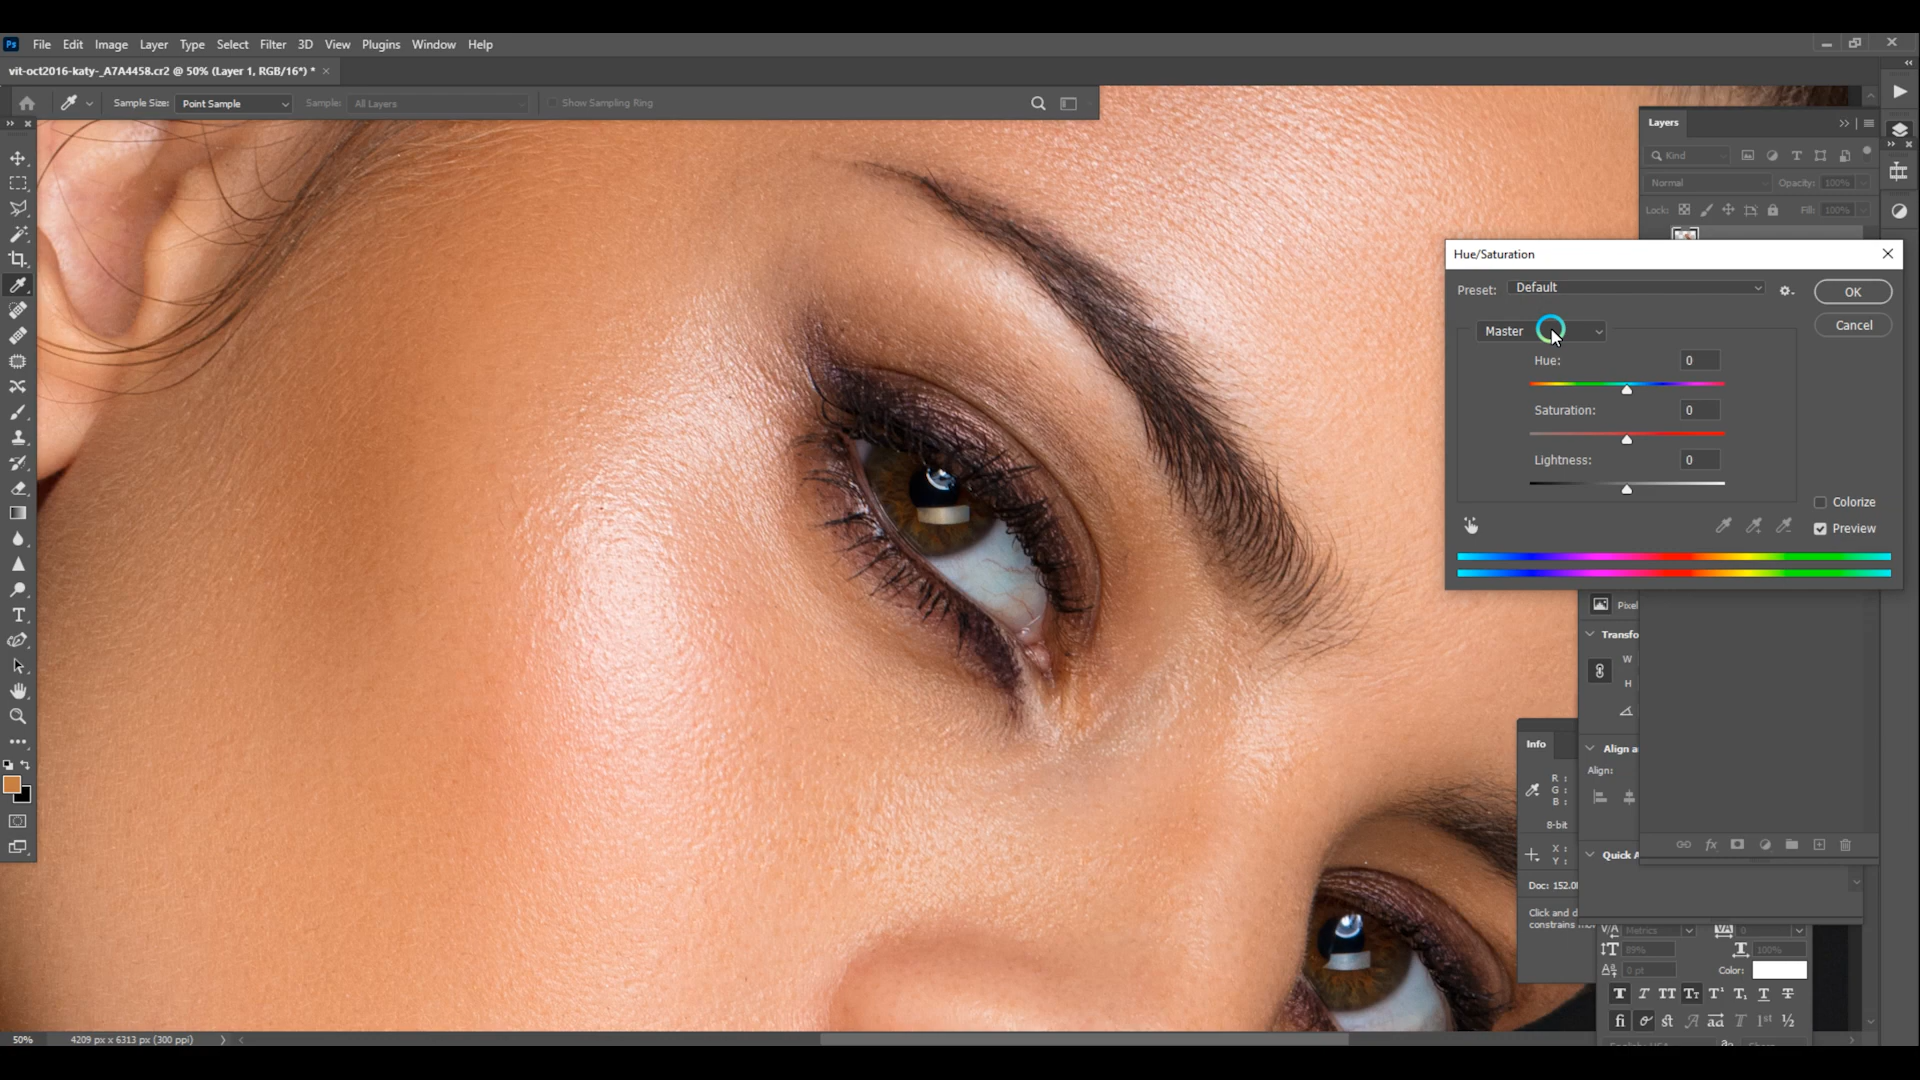 Ps File Edit Image Layer Type Select Filter 3D View Plugins Window Help
vit-oct2016-katy-_A7A4458.cr2 @ 50% (Layer 1, RGB/16*) *
Sample Size: Point Sample Sample: All Layers Show Sampling Ring
Layers
Kind
Normal Opacity: 100%
Lock: Fill: 100%
Hue/Saturation
Preset: Default OK
Master Cancel
Hue: 0
Saturation: 0
Lightness: 0
Colorize
Preview
Pixel
Transfo
W
H
Info
R :
G :
B :
8-bit
X :
Y :
Doc: 152.0
Click and d
constrains
Align a
Align:
Quick A
Metrics 0
89% 100%
0 pt Color:
T T TT Tт T¹ T, T T
fi st A aa T 1st ½
50% 4209 px x 6313 px (300 ppi)